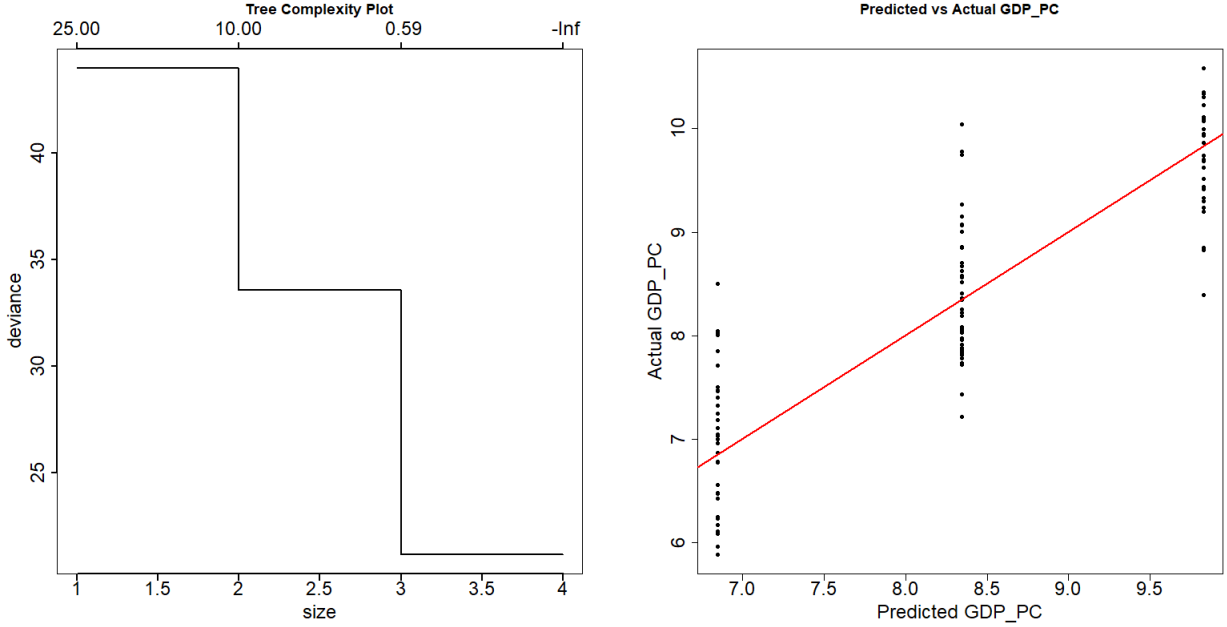 Tree Complexity Plot
25.00 10.00 0.59 -Inf
deviance
40
35
30
25
1 1.5 2 2.5 3 3.5 4
size
Predicted vs Actual GDP_PC
Actual GDP_PC
10
9
8
7
6
7.0 7.5 8.0 8.5 9.0 9.5
Predicted GDP_PC